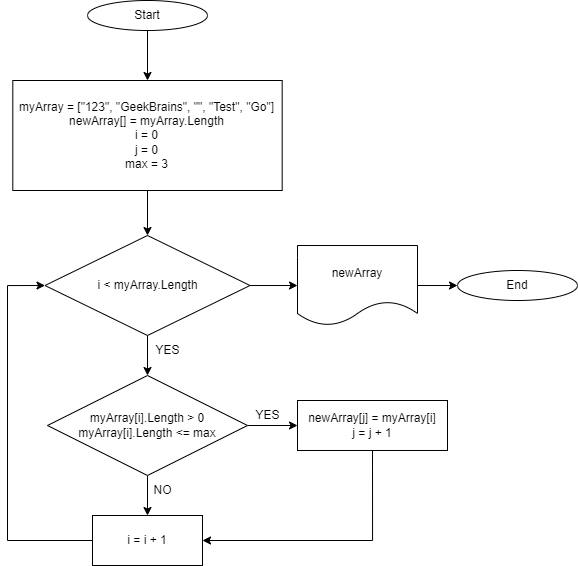 Start
myArray = ["123", "GeekBrains", "", "Test", "Go"]
newArray[] = myArray.Length
i = 0
j = 0
max = 3
i < myArray.Length
newArray
End
YES
myArray[i].Length > 0
myArray[i].Length <= max
YES
newArray[j] = myArray[i]
j = j + 1
NO
i = i + 1